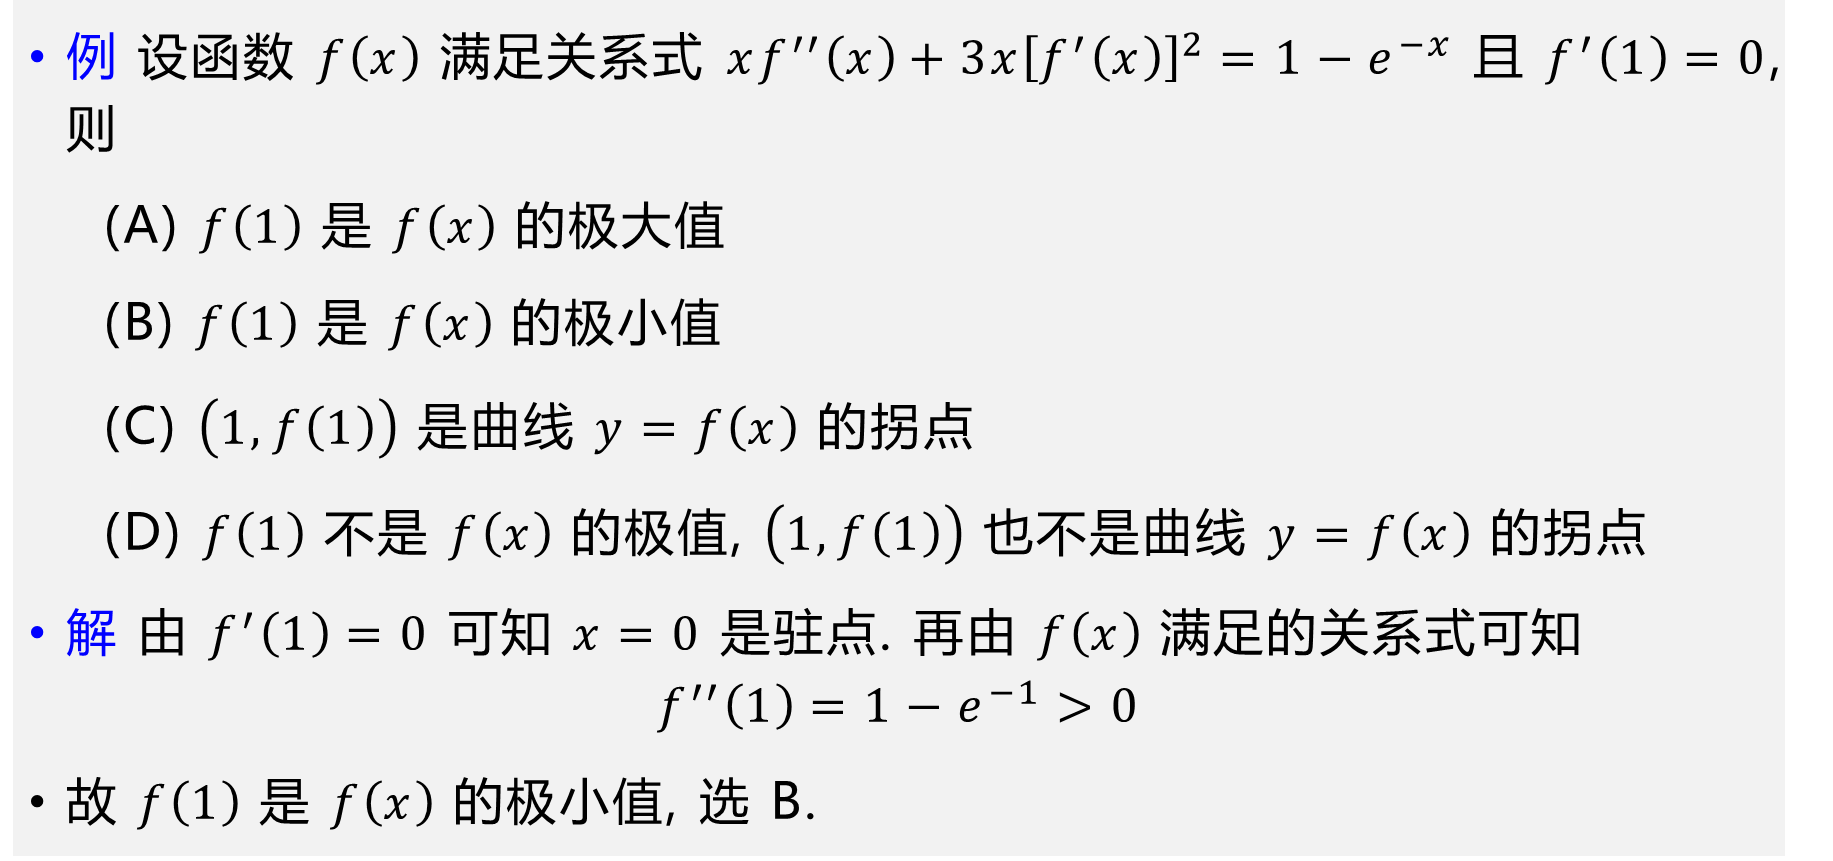 • 例 设函数 f(x) 满足关系式 xf′′(x) + 3x[f′(x)]² = 1 − e⁻ˣ 且 f′(1) = 0,
则
(A) f(1) 是 f(x) 的极大值
(B) f(1) 是 f(x) 的极小值
(C) (1, f(1)) 是曲线 y = f(x) 的拐点
(D) f(1) 不是 f(x) 的极值, (1, f(1)) 也不是曲线 y = f(x) 的拐点
• 解 由 f′(1) = 0 可知 x = 0 是驻点. 再由 f(x) 满足的关系式可知
f′′(1) = 1 − e⁻¹ > 0
• 故 f(1) 是 f(x) 的极小值, 选 B.